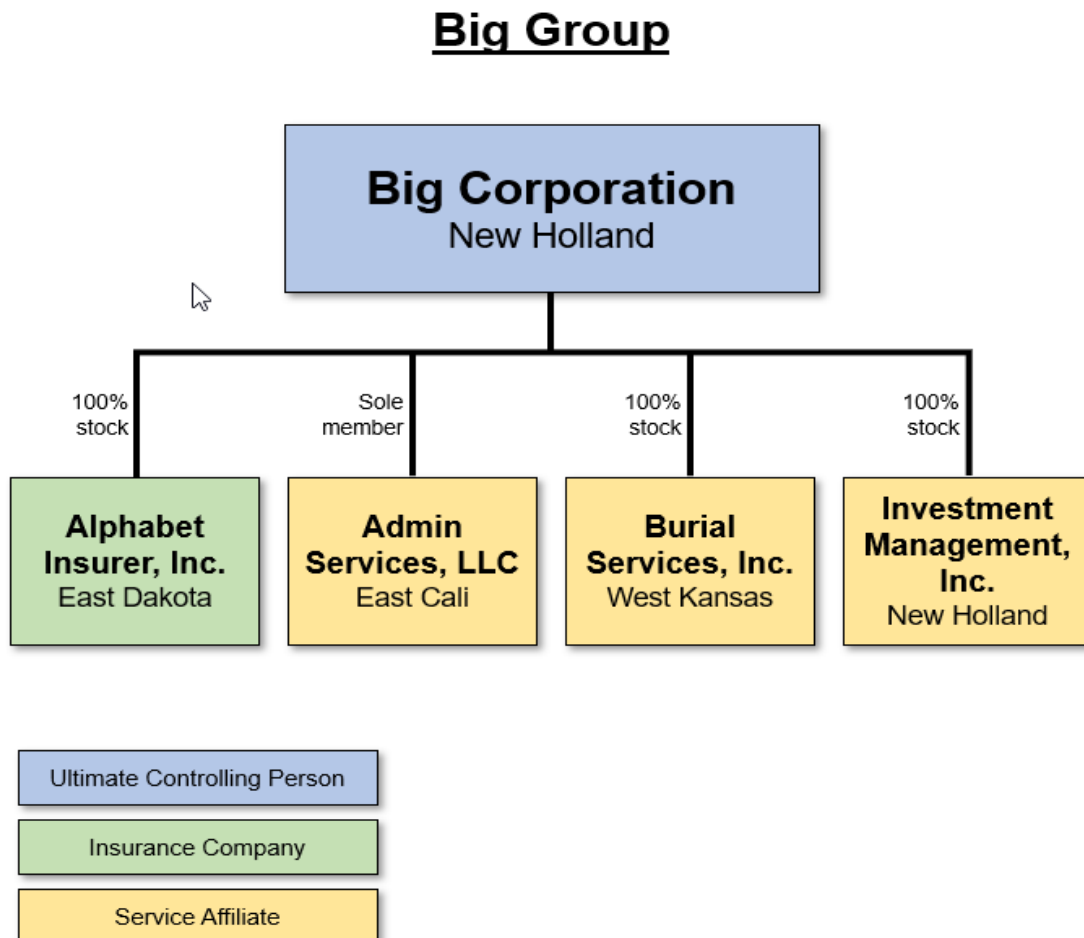 Big Group
Big Corporation
New Holland
100%
stock
Sole
member
100%
stock
100%
stock
Alphabet
Insurer, Inc.
East Dakota
Admin
Services, LLC
East Cali
Burial
Services, Inc.
West Kansas
Investment
Management,
Inc.
New Holland
Ultimate Controlling Person
Insurance Company
Service Affiliate